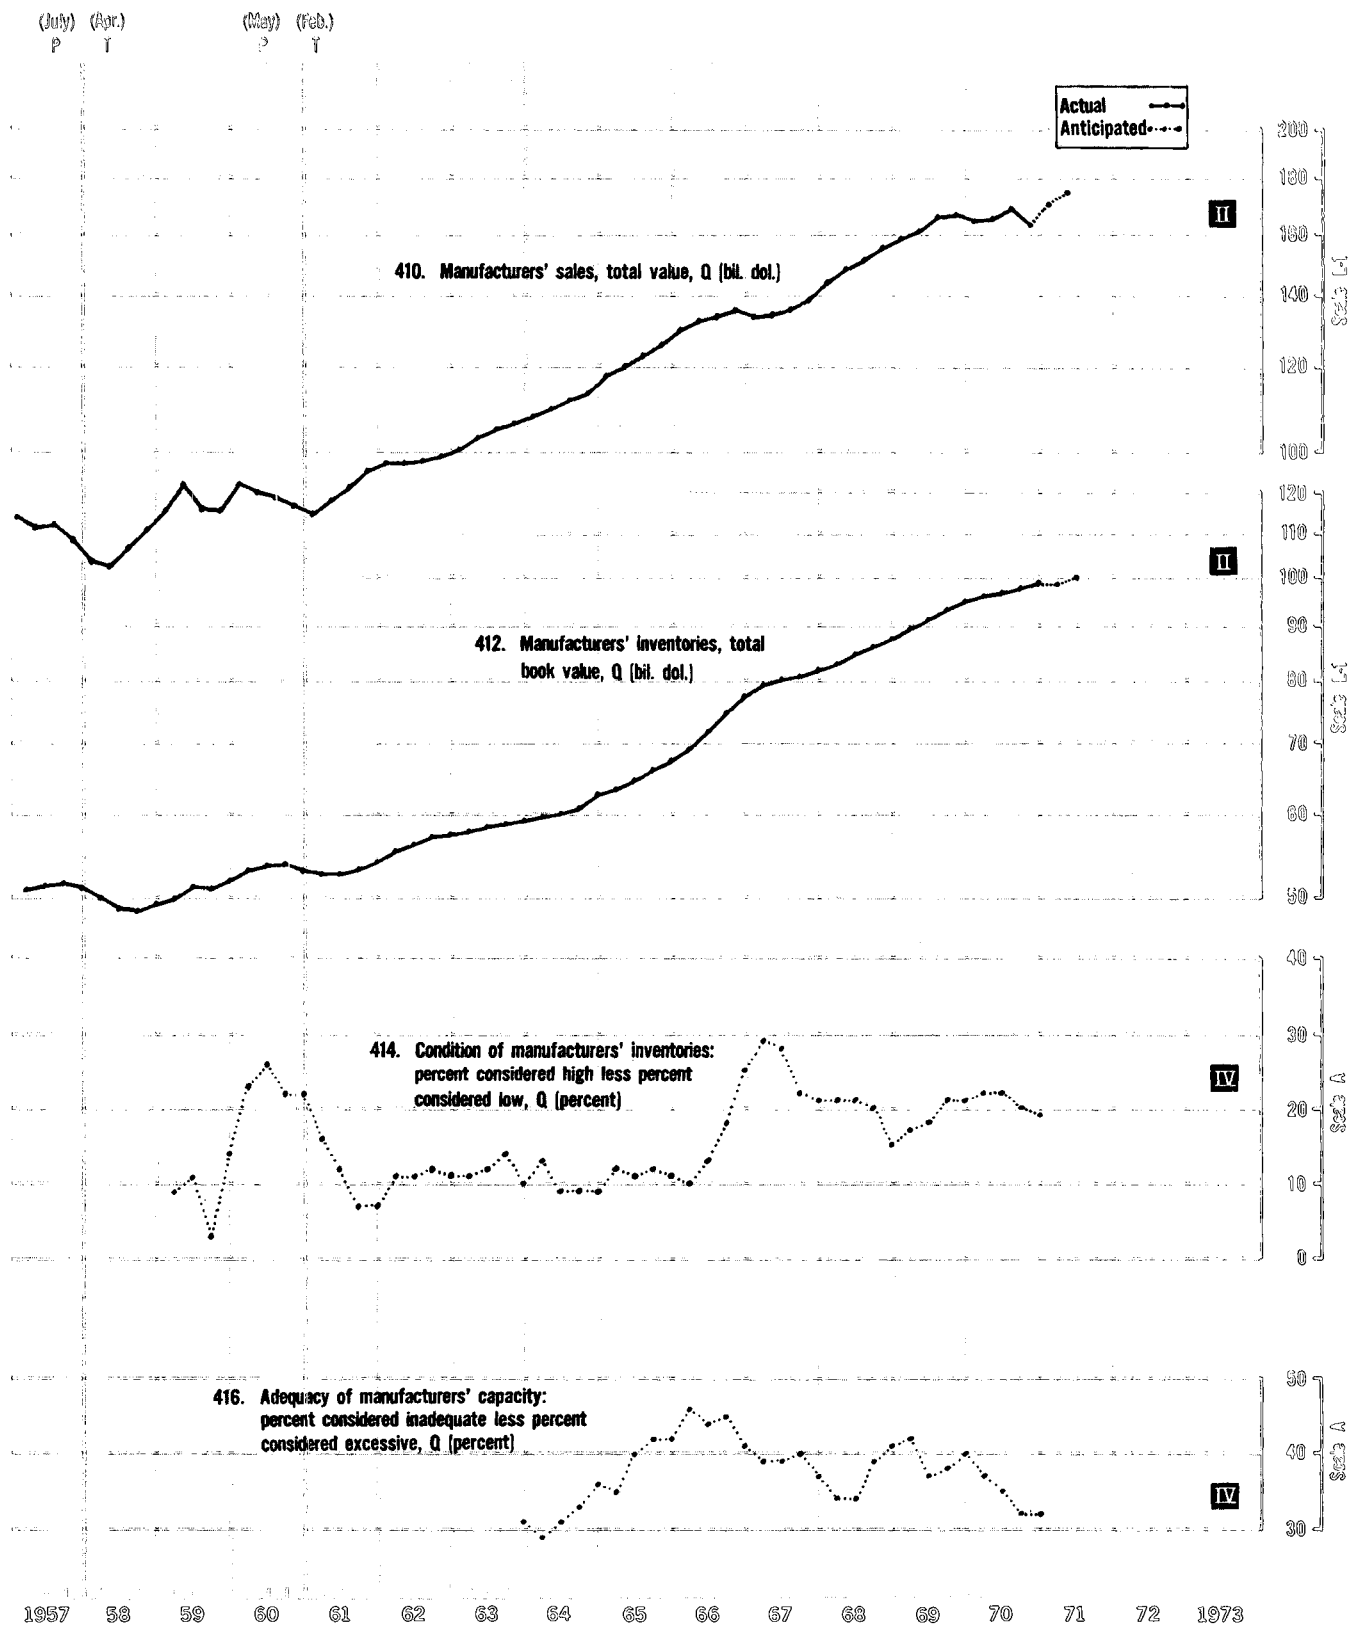 (July) (Apr.) (May) (Feb.)
P T P T
Actual
Anticipated
200
180
II
160
410. Manufacturers' sales, total value, Q (bil. dol.)
140
Scale L-1
120
100
120
110
II
100
90
412. Manufacturers' inventories, total
book value, Q (bil. dol.)
80
Scale L-1
70
60
50
40
30
414. Condition of manufacturers' inventories:
percent considered high less percent
considered low, Q (percent)
IV
20
Scale A
10
0
50
416. Adequacy of manufacturers' capacity:
percent considered inadequate less percent
considered excessive, Q (percent)
40
Scale A
IV
30
1957 58 59 60 61 62 63 64 65 66 67 68 69 70 71 72 1973